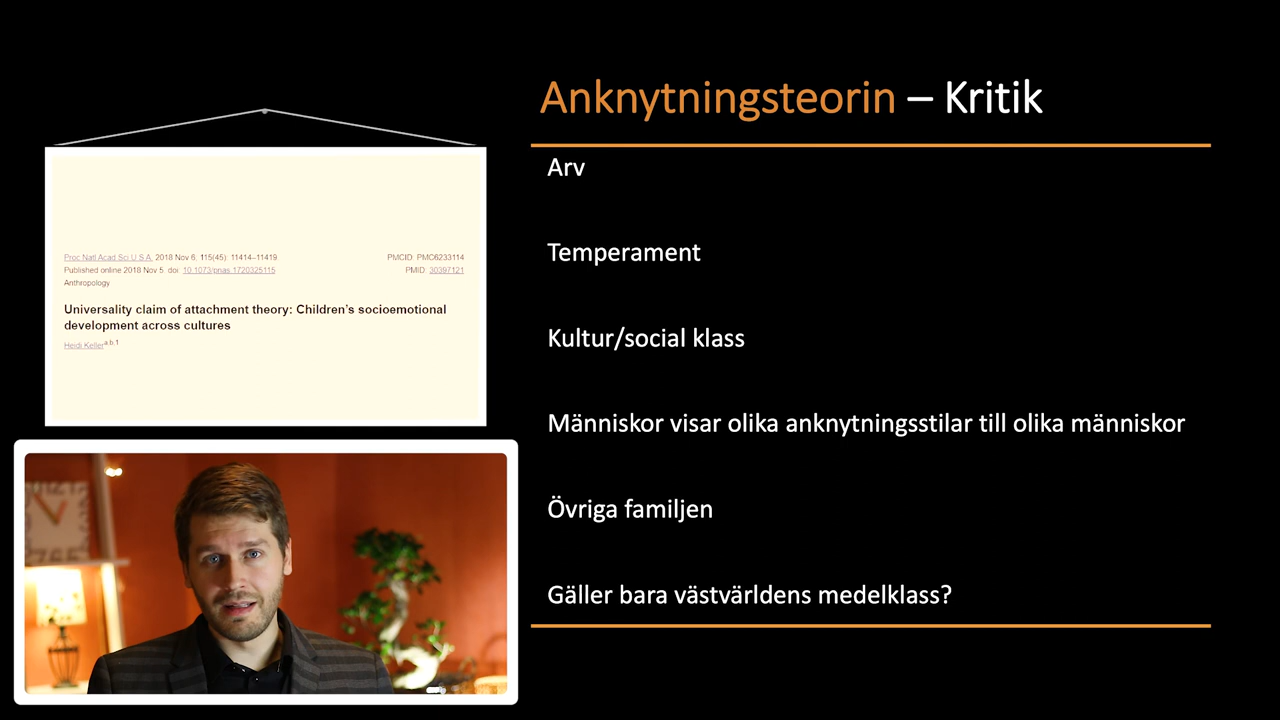 Anknytningsteorin – Kritik
Proc Natl Acad Sci U S A. 2018 Nov 6; 115(45): 11414–11419.
PMCID: PMC6233114
Published online 2018 Nov 5. doi: 10.1073/pnas.1720325115
PMID: 30397121
Anthropology
Universality claim of attachment theory: Children’s socioemotional
development across cultures
Heidi Keller a,b,1
Arv
Temperament
Kultur/social klass
Människor visar olika anknytningsstilar till olika människor
Övriga familjen
Gäller bara västvärldens medelklass?